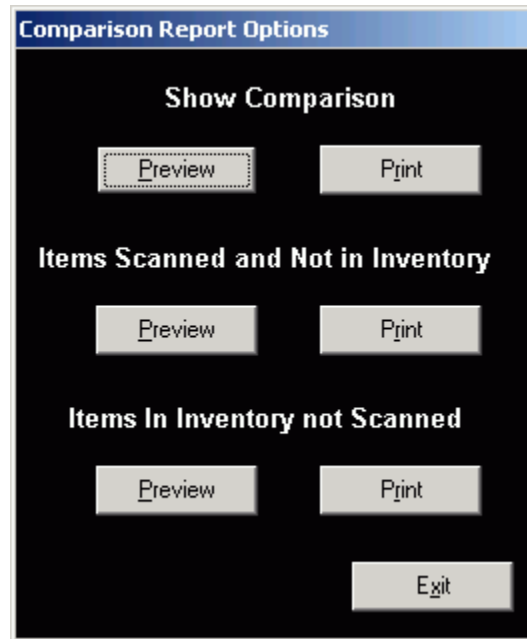 Comparison Report Options
Show Comparison
Preview Print
Items Scanned and Not in Inventory
Preview Print
Items In Inventory not Scanned
Preview Print
Exit